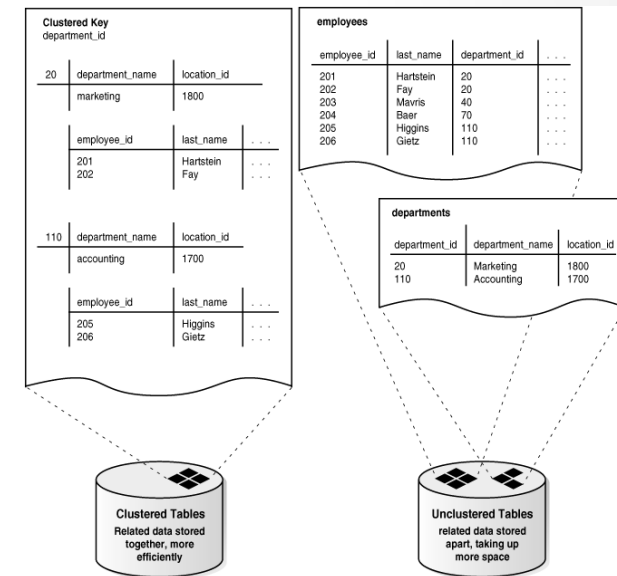 Clustered Key
department_id
20 department_name location_id
marketing 1800
employee_id last_name . . .
201 Hartstein . . .
202 Fay . . .
110 department_name location_id
accounting 1700
employee_id last_name . . .
205 Higgins . . .
206 Gietz . . .
Clustered Tables
Related data stored
together, more
efficiently
employees
employee_id last_name department_id . . .
201 Hartstein 20 . . .
202 Fay 20 . . .
203 Mavris 40 . . .
204 Baer 70 . . .
205 Higgins 110 . . .
206 Gietz 110 . . .
departments
department_id department_name location_id
20 Marketing 1800
110 Accounting 1700
Unclustered Tables
related data stored
apart, taking up
more space